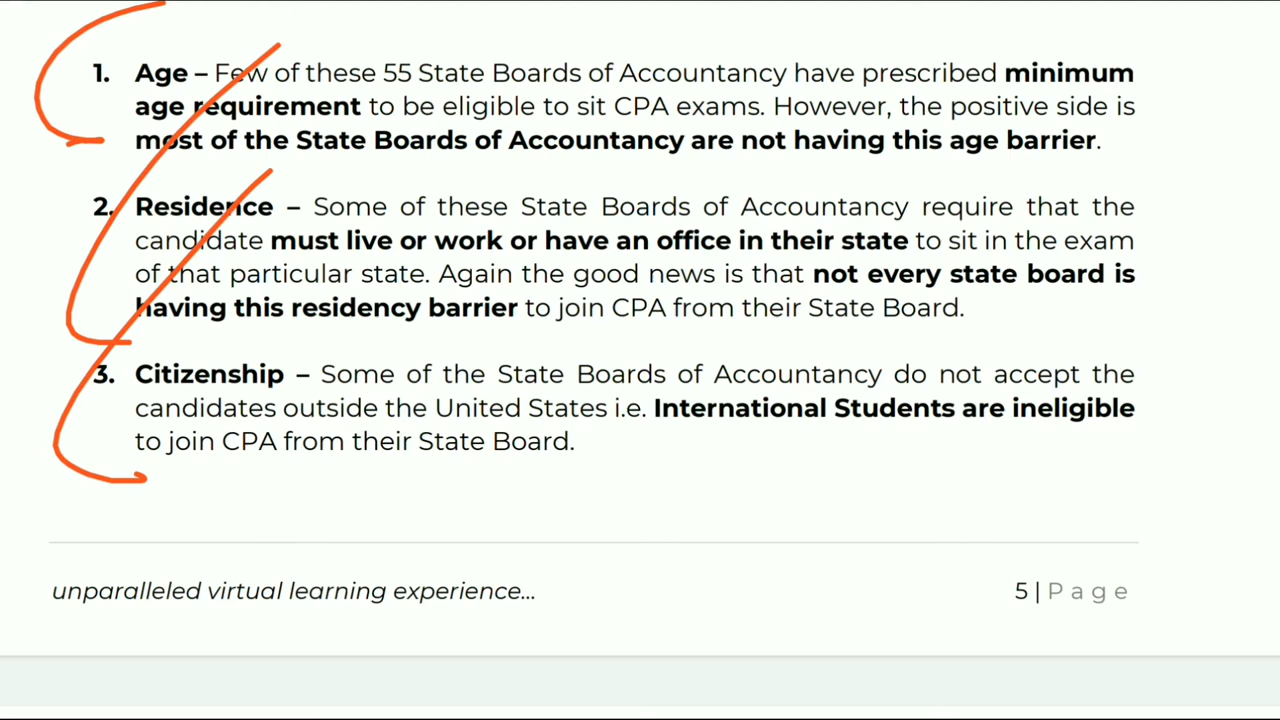 1. Age – Few of these 55 State Boards of Accountancy have prescribed minimum
age requirement to be eligible to sit CPA exams. However, the positive side is
most of the State Boards of Accountancy are not having this age barrier.
2. Residence – Some of these State Boards of Accountancy require that the
candidate must live or work or have an office in their state to sit in the exam
of that particular state. Again the good news is that not every state board is
having this residency barrier to join CPA from their State Board.
3. Citizenship – Some of the State Boards of Accountancy do not accept the
candidates outside the United States i.e. International Students are ineligible
to join CPA from their State Board.
unparalleled virtual learning experience...
5 | P a g e